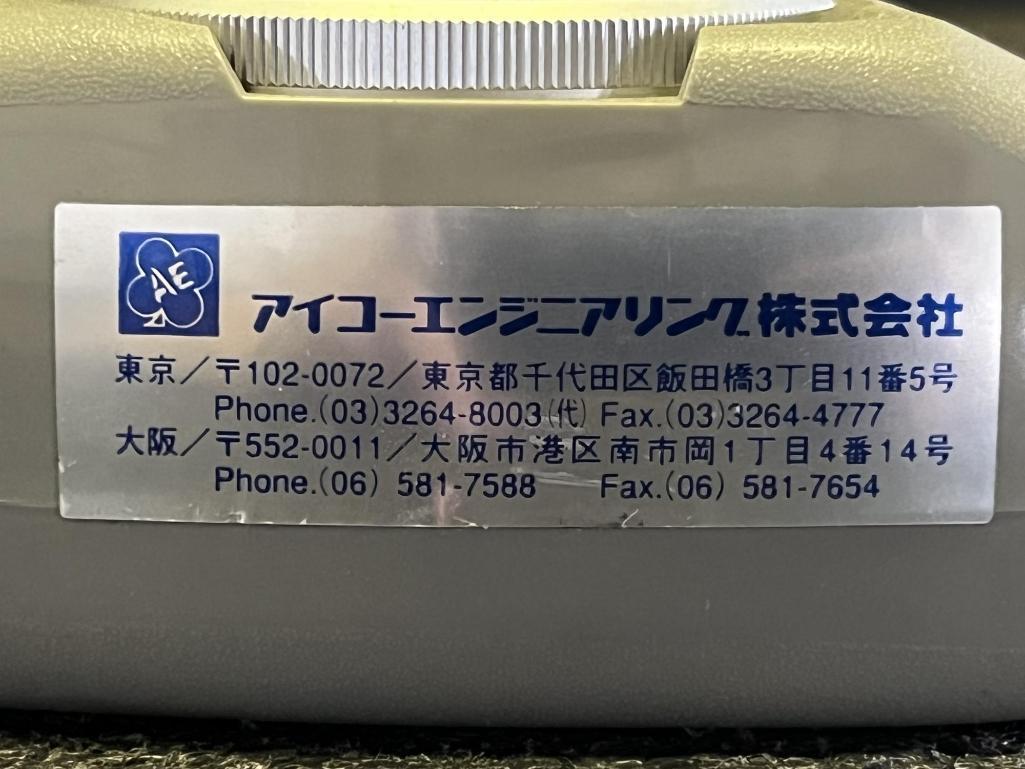 AE
アイコーエンジニアリング株式会社
東京／〒102-0072／東京都千代田区飯田橋3丁目11番5号
Phone.(03)3264-8003(代) Fax.(03)3264-4777
大阪／〒552-0011／大阪市港区南市岡1丁目4番14号
Phone.(06) 581-7588 Fax.(06) 581-7654